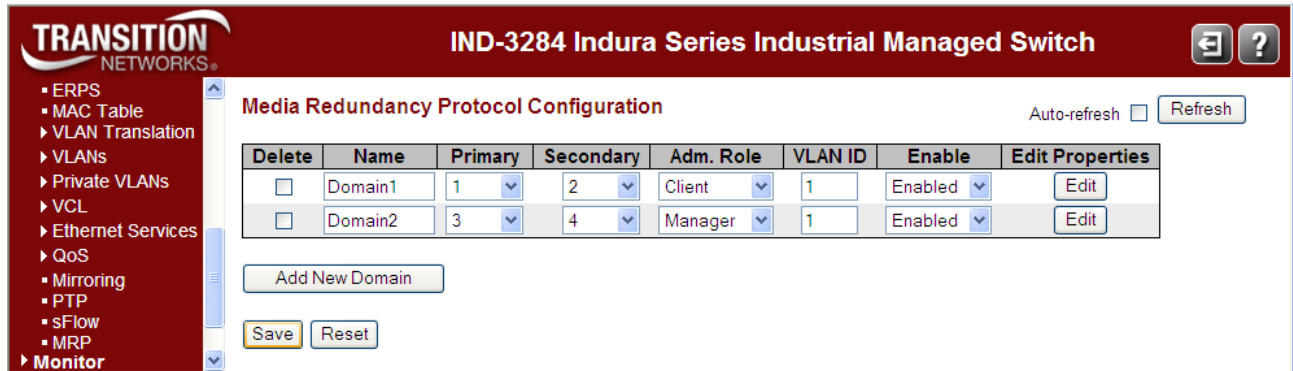 TRANSITION
NETWORKS®
IND-3284 Indura Series Industrial Managed Switch
?
ERPS
MAC Table
VLAN Translation
VLANs
Private VLANs
VCL
Ethernet Services
QoS
Mirroring
PTP
sFlow
MRP
Monitor
Media Redundancy Protocol Configuration
Auto-refresh Refresh
Delete Name Primary Secondary Adm. Role VLAN ID Enable Edit Properties
Domain1 1 2 Client 1 Enabled Edit
Domain2 3 4 Manager 1 Enabled Edit
Add New Domain
Save Reset